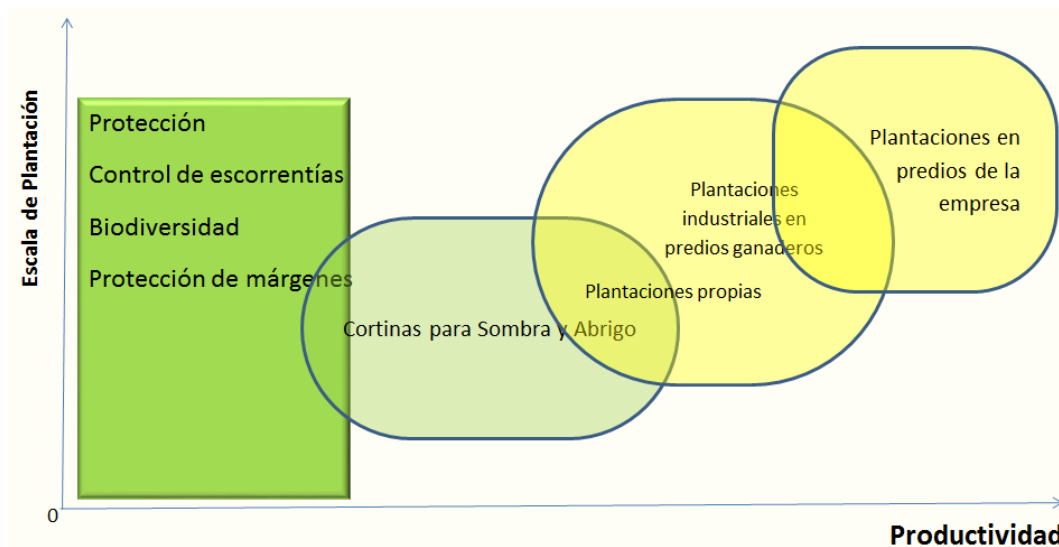 Escala de Plantación
Protección
Control de escorrentías
Biodiversidad
Protección de márgenes
Cortinas para Sombra y Abrigo
Plantaciones
industriales en
predios ganaderos
Plantaciones propias
Plantaciones en
predios de la
empresa
0
Productividad